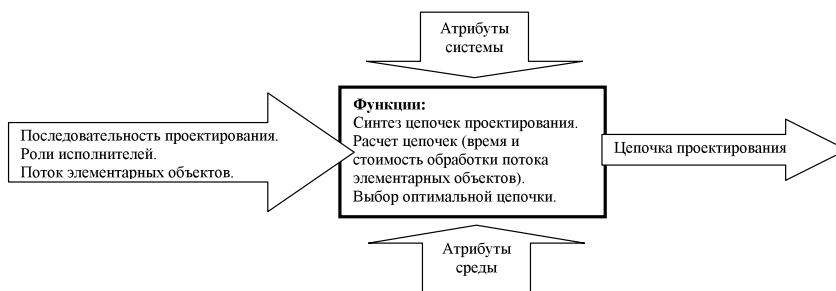 Атрибуты
системы
Последовательность проектирования.
Роли исполнителей.
Поток элементарных объектов.
Функции:
Синтез цепочек проектирования.
Расчет цепочек (время и
стоимость обработки потока
элементарных объектов).
Выбор оптимальной цепочки.
Цепочка проектирования
Атрибуты
среды